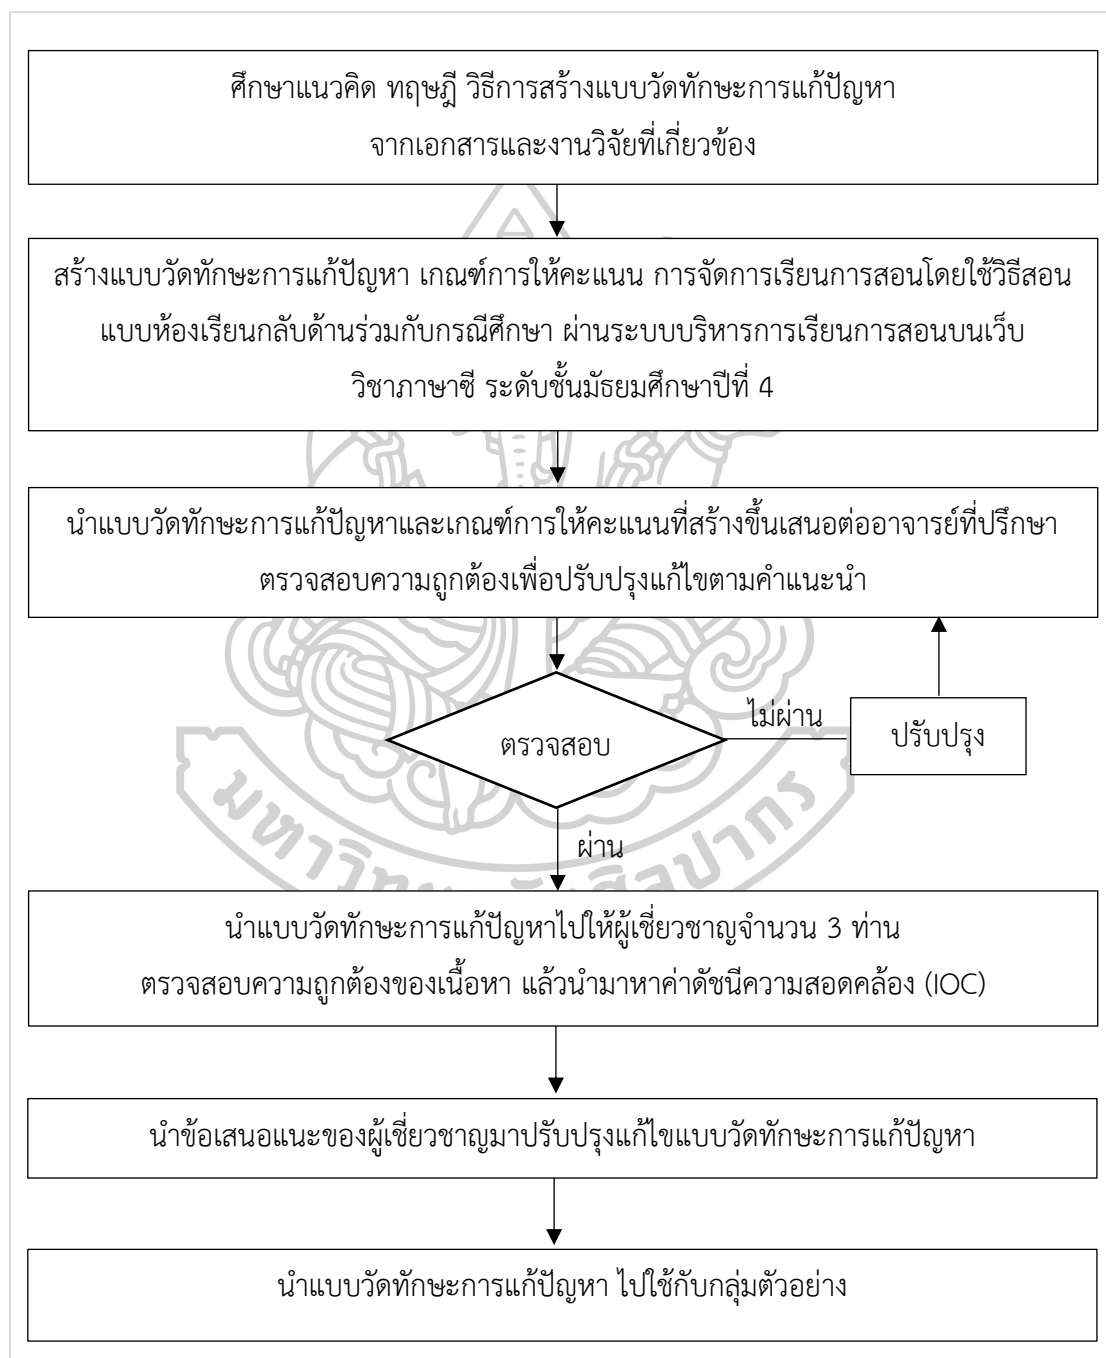 ศึกษาแนวคิด ทฤษฎี วิธีการสร้างแบบวัดทักษะการแก้ปัญหา
จากเอกสารและงานวิจัยที่เกี่ยวข้อง
สร้างแบบวัดทักษะการแก้ปัญหา เกณฑ์การให้คะแนน การจัดการเรียนการสอนโดยใช้วิธีสอน
แบบห้องเรียนกลับด้านร่วมกับกรณีศึกษา ผ่านระบบบริหารการเรียนการสอนบนเว็บ
วิชาภาษาซี ระดับชั้นมัธยมศึกษาปีที่ 4
นำแบบวัดทักษะการแก้ปัญหาและเกณฑ์การให้คะแนนที่สร้างขึ้นเสนอต่ออาจารย์ที่ปรึกษา
ตรวจสอบความถูกต้องเพื่อปรับปรุงแก้ไขตามคำแนะนำ
ตรวจสอบ
ไม่ผ่าน
ปรับปรุง
ผ่าน
นำแบบวัดทักษะการแก้ปัญหาไปให้ผู้เชี่ยวชาญจำนวน 3 ท่าน
ตรวจสอบความถูกต้องของเนื้อหา แล้วนำมาหาค่าดัชนีความสอดคล้อง (IOC)
นำข้อเสนอแนะของผู้เชี่ยวชาญมาปรับปรุงแก้ไขแบบวัดทักษะการแก้ปัญหา
นำแบบวัดทักษะการแก้ปัญหา ไปใช้กับกลุ่มตัวอย่าง